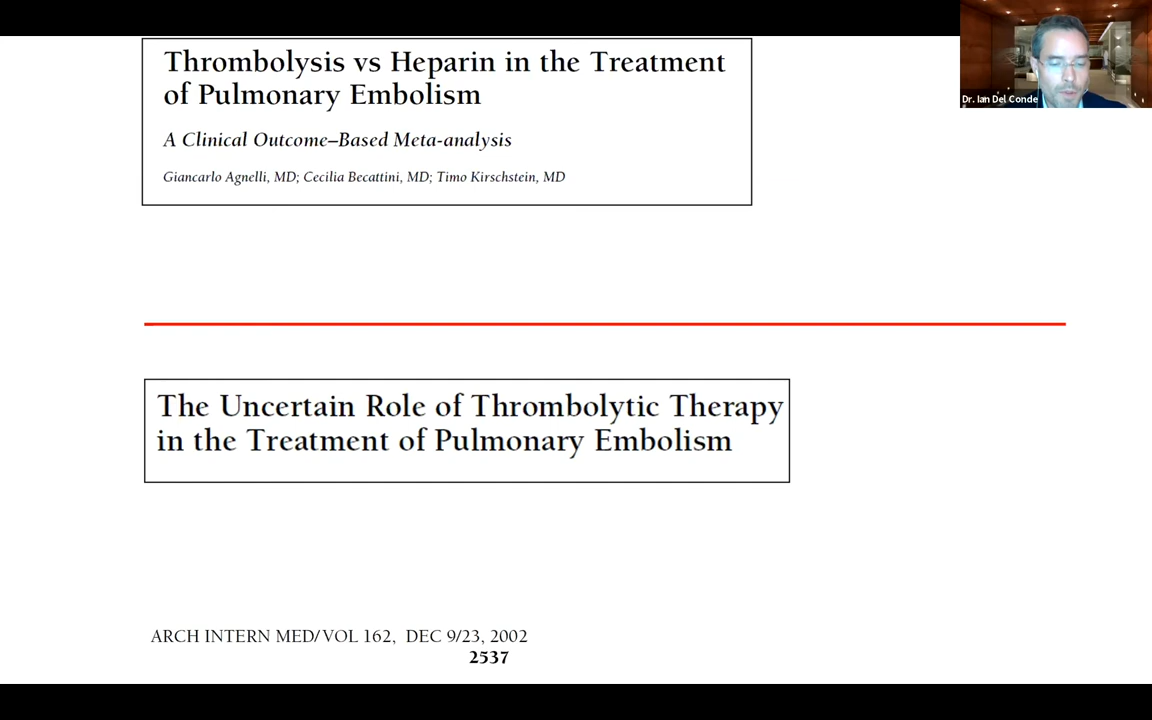 Thrombolysis vs Heparin in the Treatment
of Pulmonary Embolism
A Clinical Outcome–Based Meta-analysis
Giancarlo Agnelli, MD; Cecilia Becattini, MD; Timo Kirschstein, MD
Dr. Ian Del Conde
The Uncertain Role of Thrombolytic Therapy
in the Treatment of Pulmonary Embolism
ARCH INTERN MED/VOL 162, DEC 9/23, 2002
2537